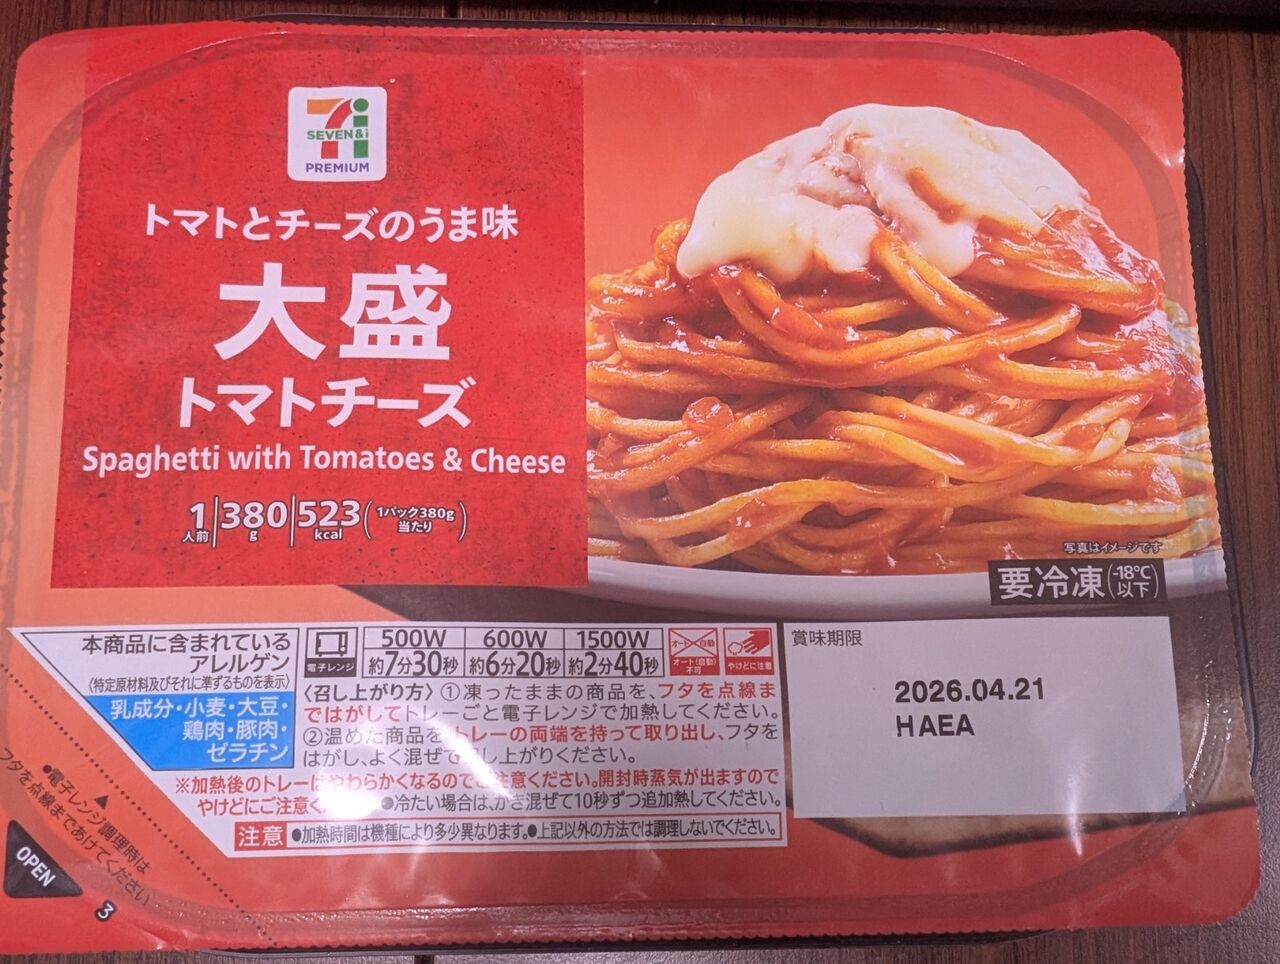 SEVEN&i
PREMIUM
トマトとチーズのうま味
大盛
トマトチーズ
Spaghetti with Tomatoes & Cheese
1人前 380g 523kcal (1パック380g当たり)
写真はイメージです
要冷凍(-18℃以下)
本商品に含まれている
アレルゲン
(特定原材料及びそれに準ずるものを表示)
乳成分・小麦・大豆・
鶏肉・豚肉・
ゼラチン
電子レンジ
500W 600W 1500W
約7分30秒 約6分20秒 約2分40秒
オート・自動
オート(自動)不可
やけどに注意
〈召し上がり方〉①凍ったままの商品を、フタを点線ま
ではがしてトレーごと電子レンジで加熱してください。
②温めた商品を、トレーの両端を持って取り出し、フタを
はがし、よく混ぜて召し上がりください。
※加熱後のトレーはやわらかくなるのでご注意ください。開封時蒸気が出ますので
やけどにご注意く ●冷たい場合は、かき混ぜて10秒ずつ追加熱してください。
注意 ●加熱時間は機種により多少異なります。●上記以外の方法では調理しないでください。
賞味期限
2026.04.21
HAEA
●電子レンジ調理時は
フタを点線まであけてください
OPEN
3